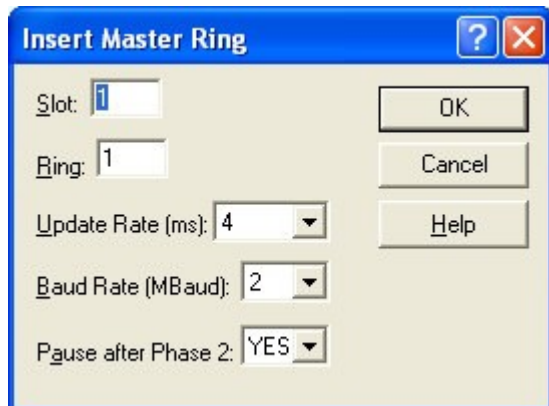 Insert Master Ring
Slot: 1
OK
Ring: 1
Cancel
Update Rate (ms): 4
Help
Baud Rate (MBaud): 2
Pause after Phase 2: YES